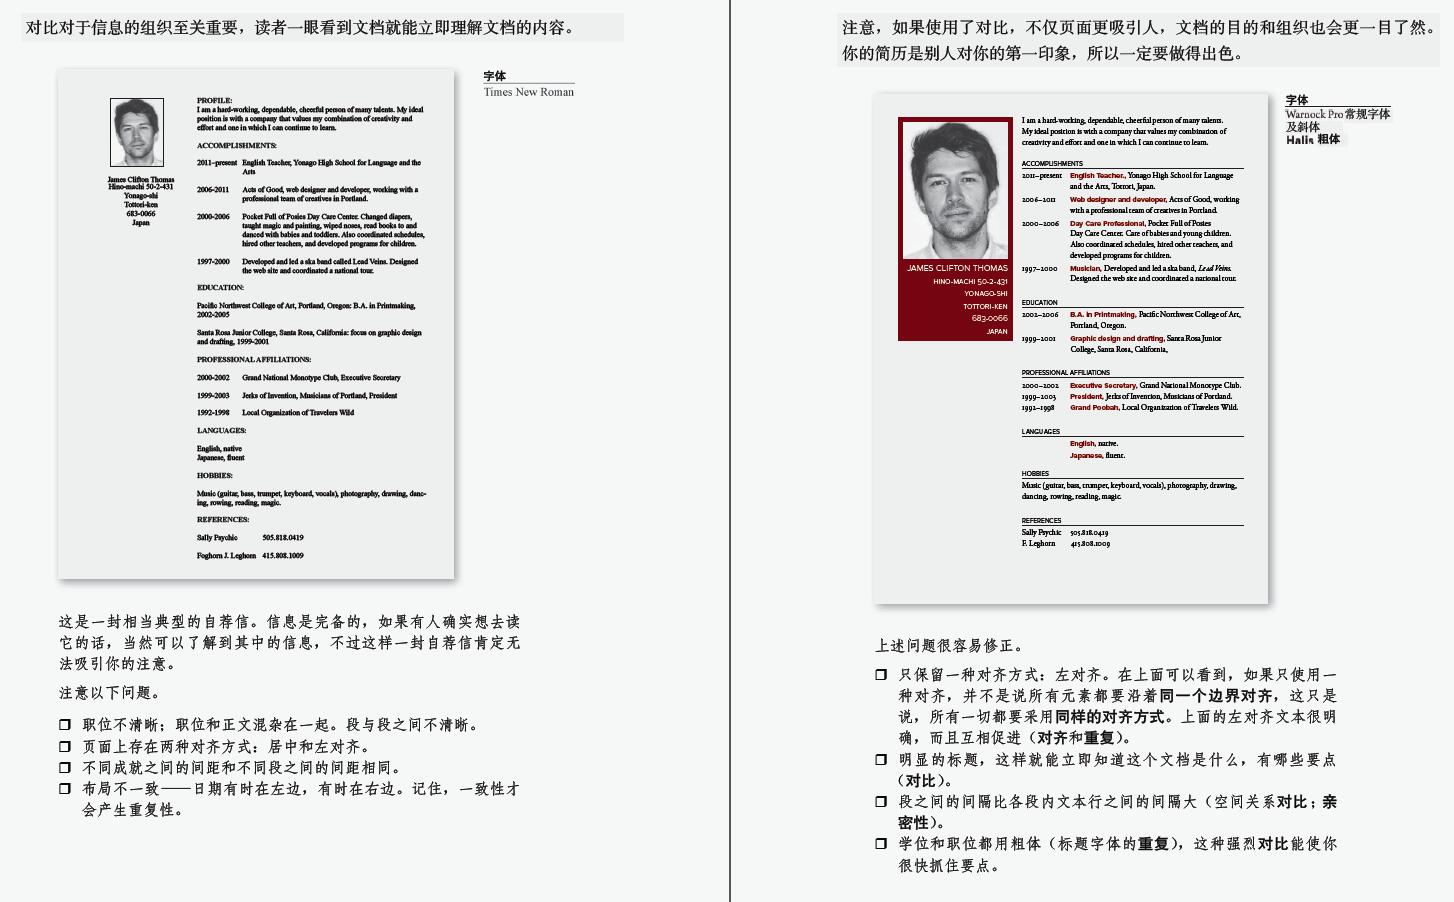 对比对于信息的组织至关重要，读者一眼看到文档就能立即理解文档的内容。
字体
Times New Roman
James Clifton Thomas
Hino-machi 50-2-431
Yonago-shi
Tottori-ken
683-0066
Japan
PROFILE:
I am a hard-working, dependable, cheerful person of many talents. My ideal
position is with a company that values my combination of creativity and
effort and one in which I can continue to learn.
ACCOMPLISHMENTS:
2011–present English Teacher, Yonago High School for Language and the
Arts
2006-2011 Acts of Good, web designer and developer, working with a
professional team of creatives in Portland.
2000-2006 Pocket Full of Posies Day Care Center. Changed diapers,
taught magic and painting, wiped noses, read books to and
danced with babies and toddlers. Also coordinated schedules,
hired other teachers, and developed programs for children.
1997-2000 Developed and led a ska band called Lead Veins. Designed
the web site and coordinated a national tour.
EDUCATION:
Pacific Northwest College of Art, Portland, Oregon: B.A. in Printmaking,
2002-2005
Santa Rosa Junior College, Santa Rosa, California: focus on graphic design
and drafting, 1999-2001
PROFESSIONAL AFFILIATIONS:
2000-2002 Grand National Monotype Club, Executive Secretary
1999-2003 Jerks of Invention, Musicians of Portland, President
1992-1998 Local Organization of Travelers Wild
LANGUAGES:
English, native
Japanese, fluent
HOBBIES:
Music (guitar, bass, trumpet, keyboard, vocals), photography, drawing, danc-
ing, rowing, reading, magic.
REFERENCES:
Sally Psychic 505.818.0419
Foghorn J. Leghorn 415.808.1009
这是一封相当典型的自荐信。信息是完备的，如果有人确实想去读
它的话，当然可以了解到其中的信息，不过这样一封自荐信肯定无
法吸引你的注意。
注意以下问题。
❒ 职位不清晰；职位和正文混杂在一起。段与段之间不清晰。
❒ 页面上存在两种对齐方式：居中和左对齐。
❒ 不同成就之间的间距和不同段之间的间距相同。
❒ 布局不一致——日期有时在左边，有时在右边。记住，一致性才
会产生重复性。
注意，如果使用了对比，不仅页面更吸引人，文档的目的和组织也会更一目了然。
你的简历是别人对你的第一印象，所以一定要做得出色。
字体
Warnock Pro 常规字体
及斜体
Halis 粗体
JAMES CLIFTON THOMAS
HINO-MACHI 50-2-431
YONAGO-SHI
TOTTORI-KEN
683-0066
JAPAN
I am a hard-working, dependable, cheerful person of many talents.
My ideal position is with a company that values my combination of
creativity and effort and one in which I can continue to learn.
ACCOMPLISHMENTS
2011–present English Teacher., Yonago High School for Language
and the Arts, Tottori, Japan.
2006–2011 Web designer and developer, Acts of Good, working
with a professional team of creatives in Portland.
2000–2006 Day Care Professional, Pocket Full of Posies
Day Care Center. Care of babies and young children.
Also coordinated schedules, hired other teachers, and
developed programs for children.
1997–2000 Musician, Developed and led a ska band, Lead Veins.
Designed the web site and coordinated a national tour.
EDUCATION
2002–2006 B.A. in Printmaking, Pacific Northwest College of Art,
Portland, Oregon.
1999–2001 Graphic design and drafting, Santa Rosa Junior
College, Santa Rosa, California,
PROFESSIONAL AFFILIATIONS
2000–2002 Executive Secretary, Grand National Monotype Club.
1999–2003 President, Jerks of Invention, Musicians of Portland.
1992–1998 Grand Poobah, Local Organization of Travelers Wild.
LANGUAGES
English, native.
Japanese, fluent.
HOBBIES
Music (guitar, bass, trumpet, keyboard, vocals), photography, drawing,
dancing, rowing, reading, magic.
REFERENCES
Sally Psychic 505.818.0419
F. Leghorn 415.808.1009
上述问题很容易修正。
❒ 只保留一种对齐方式：左对齐。在上面可以看到，如果只使用一
种对齐，并不是说所有元素都要沿着同一个边界对齐，这只是
说，所有一切都要采用同样的对齐方式。上面的左对齐文本很明
确，而且互相促进（对齐和重复）。
❒ 明显的标题，这样就能立即知道这个文档是什么，有哪些要点
（对比）。
❒ 段之间的间隔比各段内文本行之间的间隔大（空间关系对比；亲
密性）。
❒ 学位和职位都用粗体（标题字体的重复），这种强烈对比能使你
很快抓住要点。